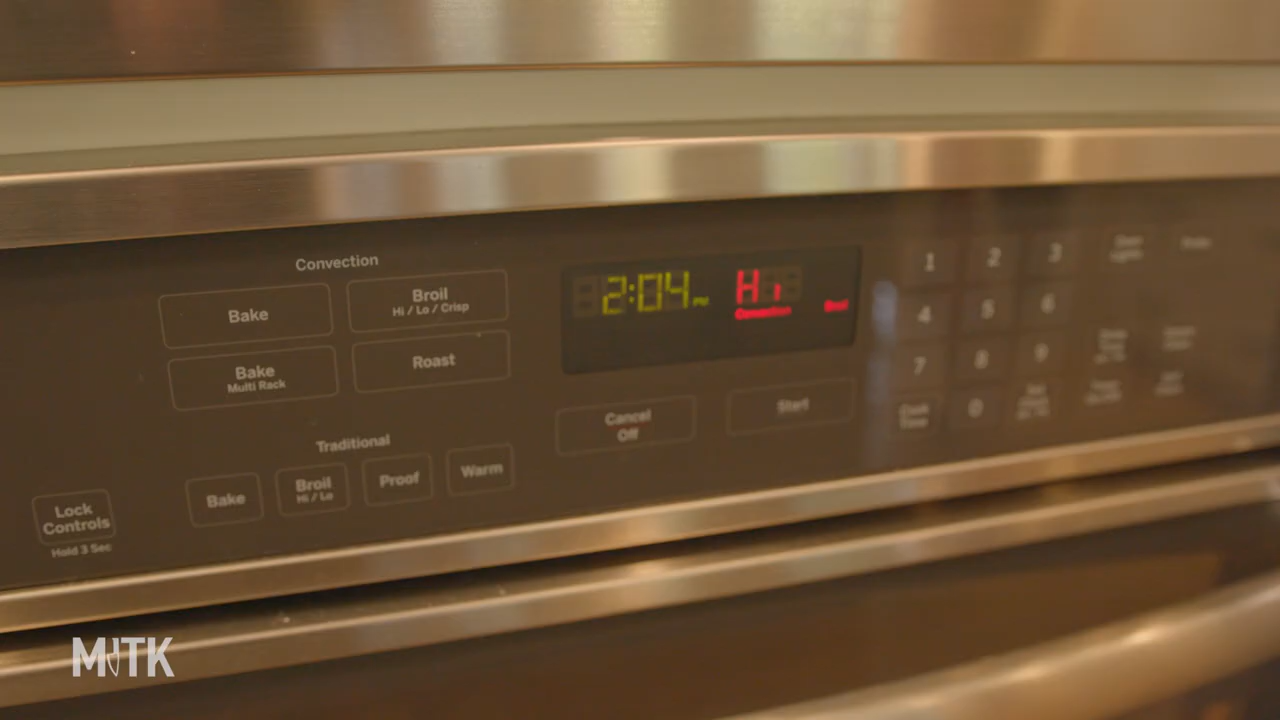 Convection
Bake
Broil
Hi / Lo / Crisp
Bake
Multi Rack
Roast
Traditional
Bake
Broil
Hi / Lo
Proof
Warm
Lock
Controls
Hold 3 Sec
2:04 PM
Hi
Convection
Broil
Cancel
Off
Start
1 2 3
4 5 6
7 8 9
0
Cook
Time
MITK